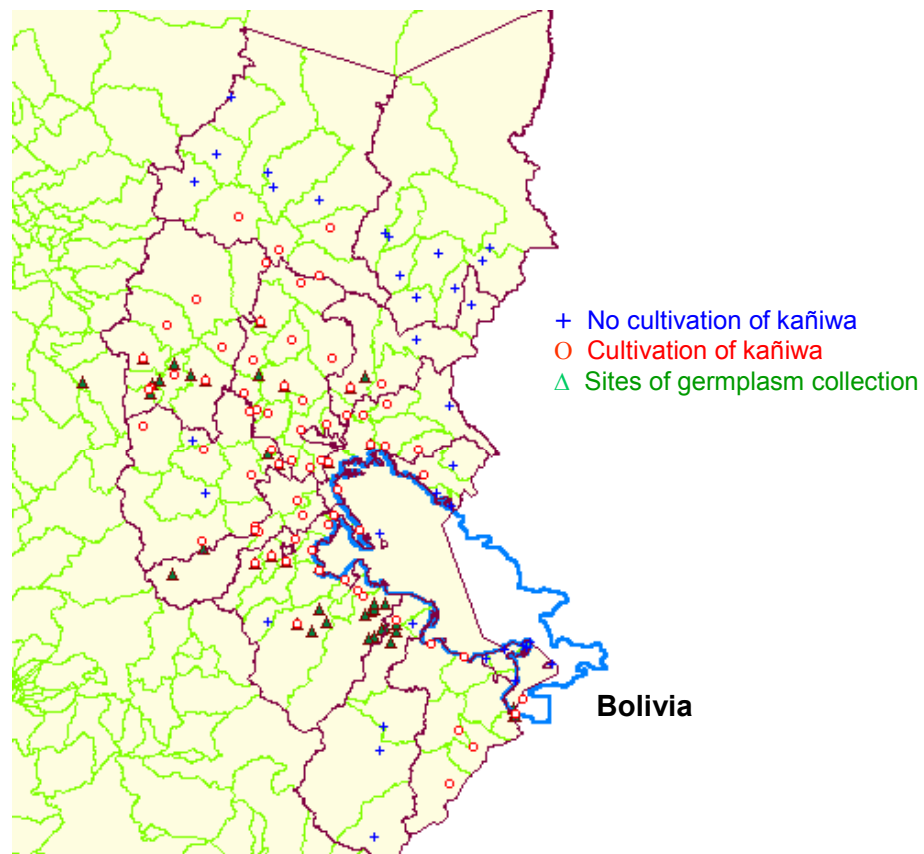 + No cultivation of kañiwa
O Cultivation of kañiwa
Δ Sites of germplasm collection
Bolivia